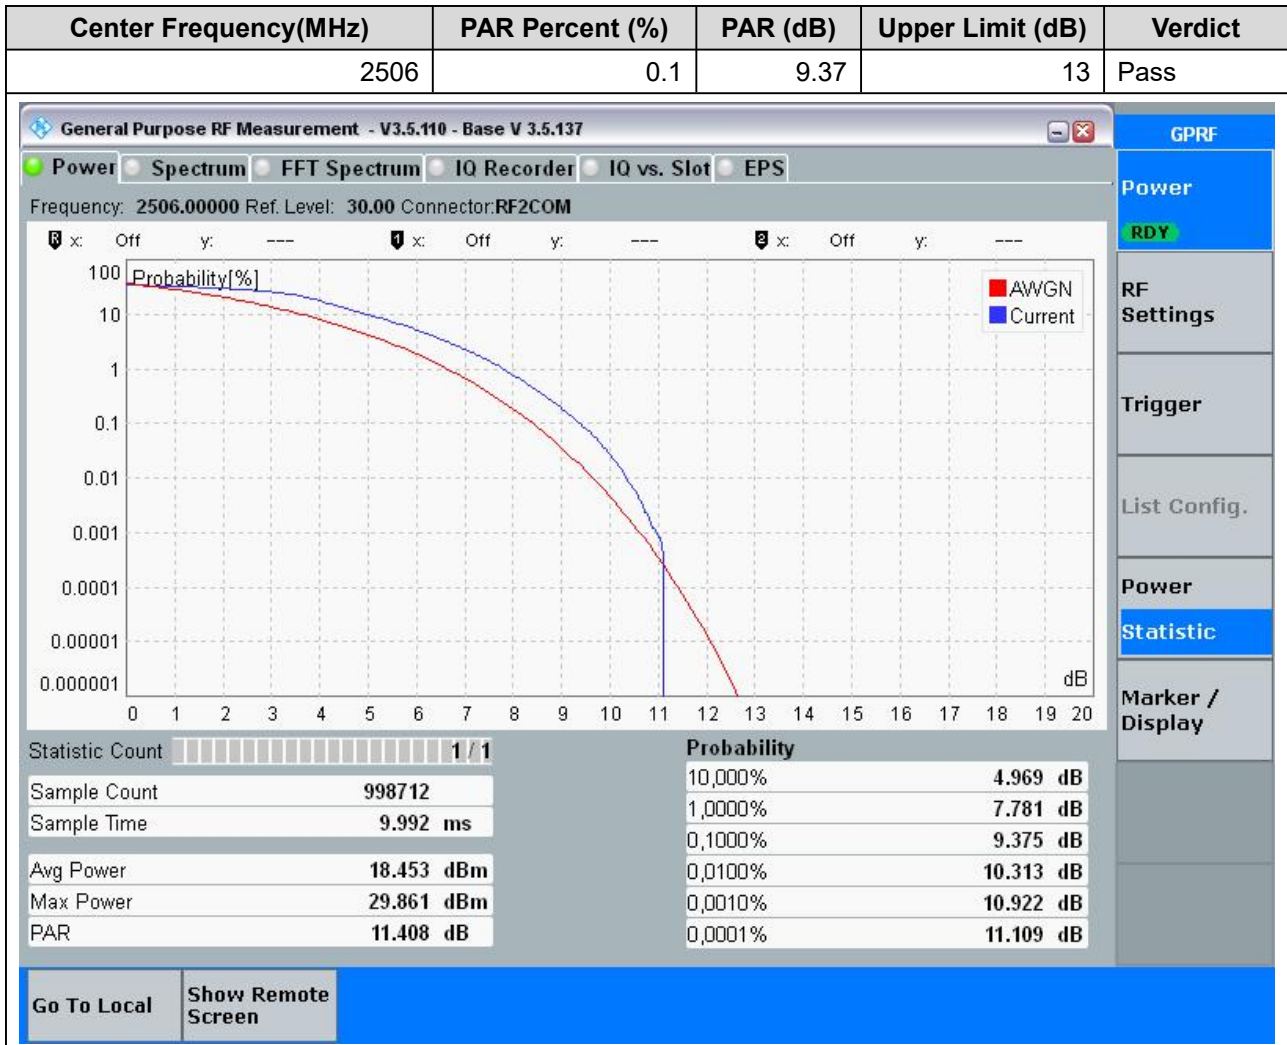 Center Frequency(MHz) PAR Percent (%) PAR (dB) Upper Limit (dB) Verdict
2506 0.1 9.37 13 Pass
General Purpose RF Measurement - V3.5.110 - Base V 3.5.137
GPRF
Power Spectrum FFT Spectrum IQ Recorder IQ vs. Slot EPS
Frequency: 2506.00000 Ref. Level: 30.00 Connector:RF2COM
R x: Off y: --- 1 x: Off y: --- 2 x: Off y: ---
Probability[%]
AWGN
Current
100
10
1
0.1
0.01
0.001
0.0001
0.00001
0.000001
dB
0 1 2 3 4 5 6 7 8 9 10 11 12 13 14 15 16 17 18 19 20
Statistic Count 1 / 1
Sample Count 998712
Sample Time 9.992 ms
Avg Power 18.453 dBm
Max Power 29.861 dBm
PAR 11.408 dB
Probability
10,000% 4.969 dB
1,0000% 7.781 dB
0,1000% 9.375 dB
0,0100% 10.313 dB
0,0010% 10.922 dB
0,0001% 11.109 dB
Power
RDY
RF
Settings
Trigger
List Config.
Power
Statistic
Marker /
Display
Go To Local
Show Remote
Screen